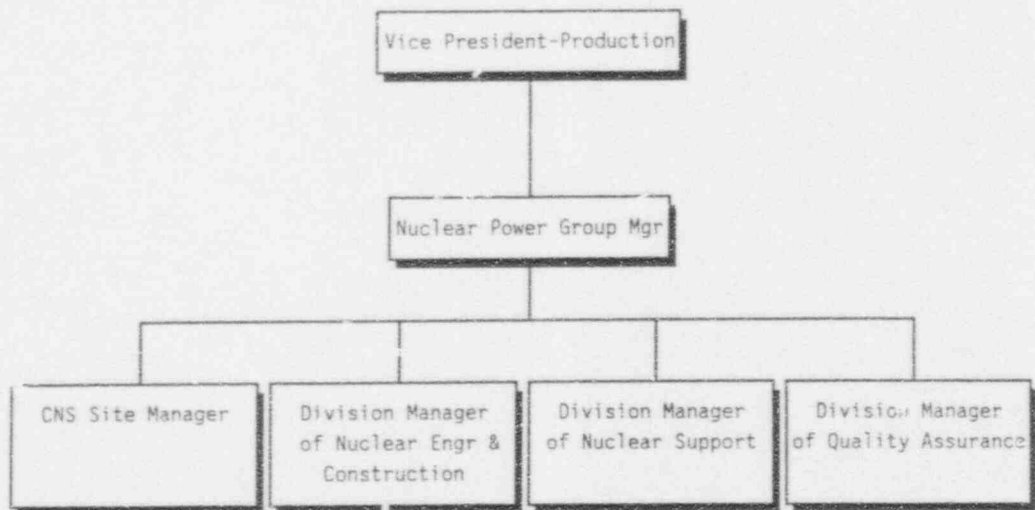 Vice President-Production
Nuclear Power Group Mgr
CNS Site Manager
Division Manager
of Nuclear Engr &
Construction
Division Manager
of Nuclear Support
Division Manager
of Quality Assurance